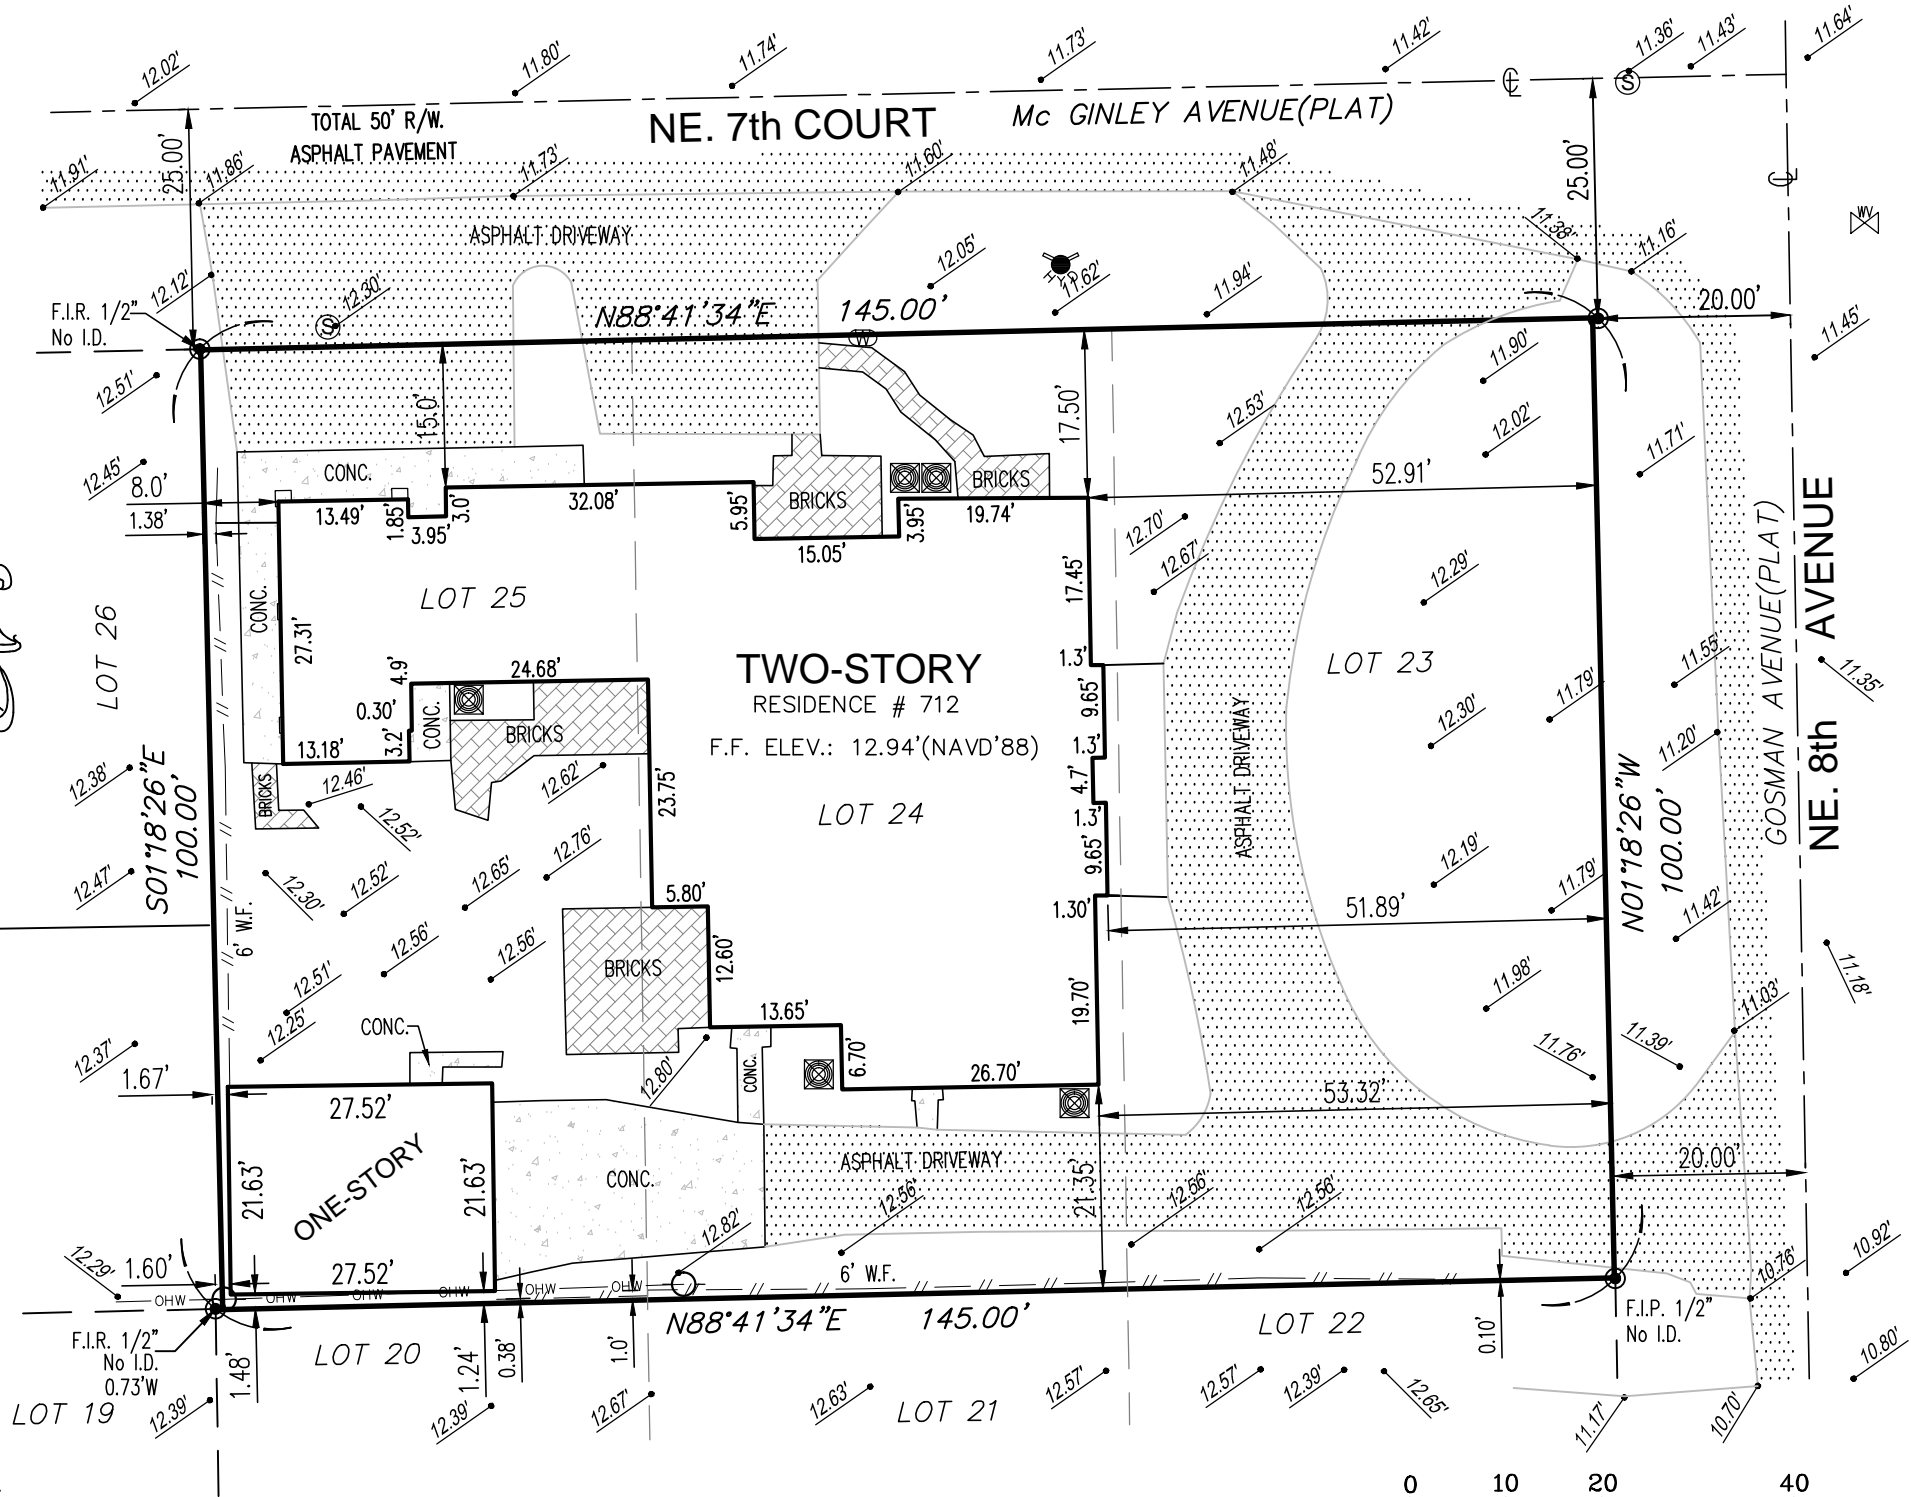 12.02'
11.80'
11.74'
11.73'
11.42'
11.36'
11.43'
11.64'
S
TOTAL 50' R/W.
ASPHALT PAVEMENT
NE. 7th COURT
Mc GINLEY AVENUE(PLAT)
25.00'
25.00'
11.91'
11.86'
11.73'
11.60'
11.48'
11.38'
11.16'
WV
ASPHALT DRIVEWAY
12.12'
12.30'
12.05'
HYD
11.62'
11.94'
20.00'
F.I.R. 1/2"
No I.D.
S
N88°41'34"E 145.00'
W
11.45'
12.51'
15.0'
17.50'
11.90'
12.53'
12.02'
11.71'
12.45'
8.0'
1.38'
CONC.
13.49'
1.85'
3.95'
3.0'
32.08'
5.95'
BRICKS
15.05'
3.95'
BRICKS
19.74'
52.91'
12.70'
12.67'
12.29'
LOT 26
CONC.
27.31'
LOT 25
4.9'
24.68'
17.45'
1.3'
TWO-STORY
RESIDENCE # 712
F.F. ELEV.: 12.94'(NAVD'88)
LOT 24
LOT 23
GOSMAN AVENUE(PLAT)
NE. 8th AVENUE
11.55'
11.35'
0.30'
CONC.
BRICKS
13.18'
3.2'
9.65'
1.3'
4.7'
1.3'
9.65'
ASPHALT DRIVEWAY
12.30'
11.79'
11.20'
12.38'
S01°18'26"E
100.00'
BRICKS
12.46'
12.52'
12.62'
23.75'
N01°18'26"W
100.00'
12.47'
12.30'
12.52'
12.65'
12.76'
5.80'
1.30'
51.89'
12.19'
11.79'
11.42'
6' W.F.
12.56'
12.56'
BRICKS
12.60'
12.51'
12.25'
11.98'
11.18'
11.03'
19.70'
13.65'
CONC.
12.37'
1.67'
12.80'
CONC.
6.70'
26.70'
11.76'
11.39'
53.32'
27.52'
21.63'
ONE-STORY
21.63'
CONC.
ASPHALT DRIVEWAY
21.35'
20.00'
12.56'
12.56'
12.56'
12.82'
12.29'
1.60'
27.52'
6' W.F.
10.92'
10.76'
OHW
OHW
OHW
OHW
OHW
OHW
N88°41'34"E 145.00'
F.I.P. 1/2"
No I.D.
F.I.R. 1/2"
No I.D.
0.73'W
LOT 20
1.48'
1.24'
0.38'
1.0'
LOT 22
0.10'
10.80'
LOT 19
12.39'
12.39'
12.67'
12.63'
LOT 21
12.57'
12.57'
12.39'
12.65'
11.17'
10.70'
0 10 20 40